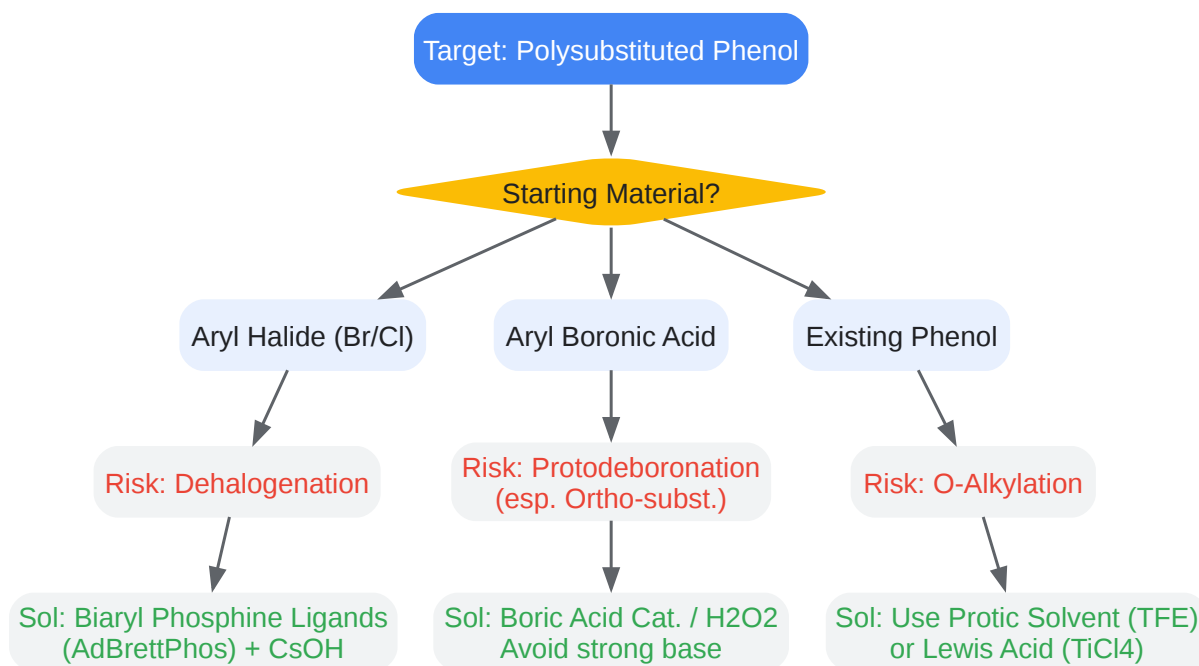 Target: Polysubstituted Phenol
Starting Material?
Aryl Halide (Br/Cl)
Aryl Boronic Acid
Existing Phenol
Risk: Dehalogenation
Risk: Protodeboronation
(esp. Ortho-subst.)
Risk: O-Alkylation
Sol: Biaryl Phosphine Ligands
(AdBrettPhos) + CsOH
Sol: Boric Acid Cat. / H2O2
Avoid strong base
Sol: Use Protic Solvent (TFE)
or Lewis Acid (TiCl4)